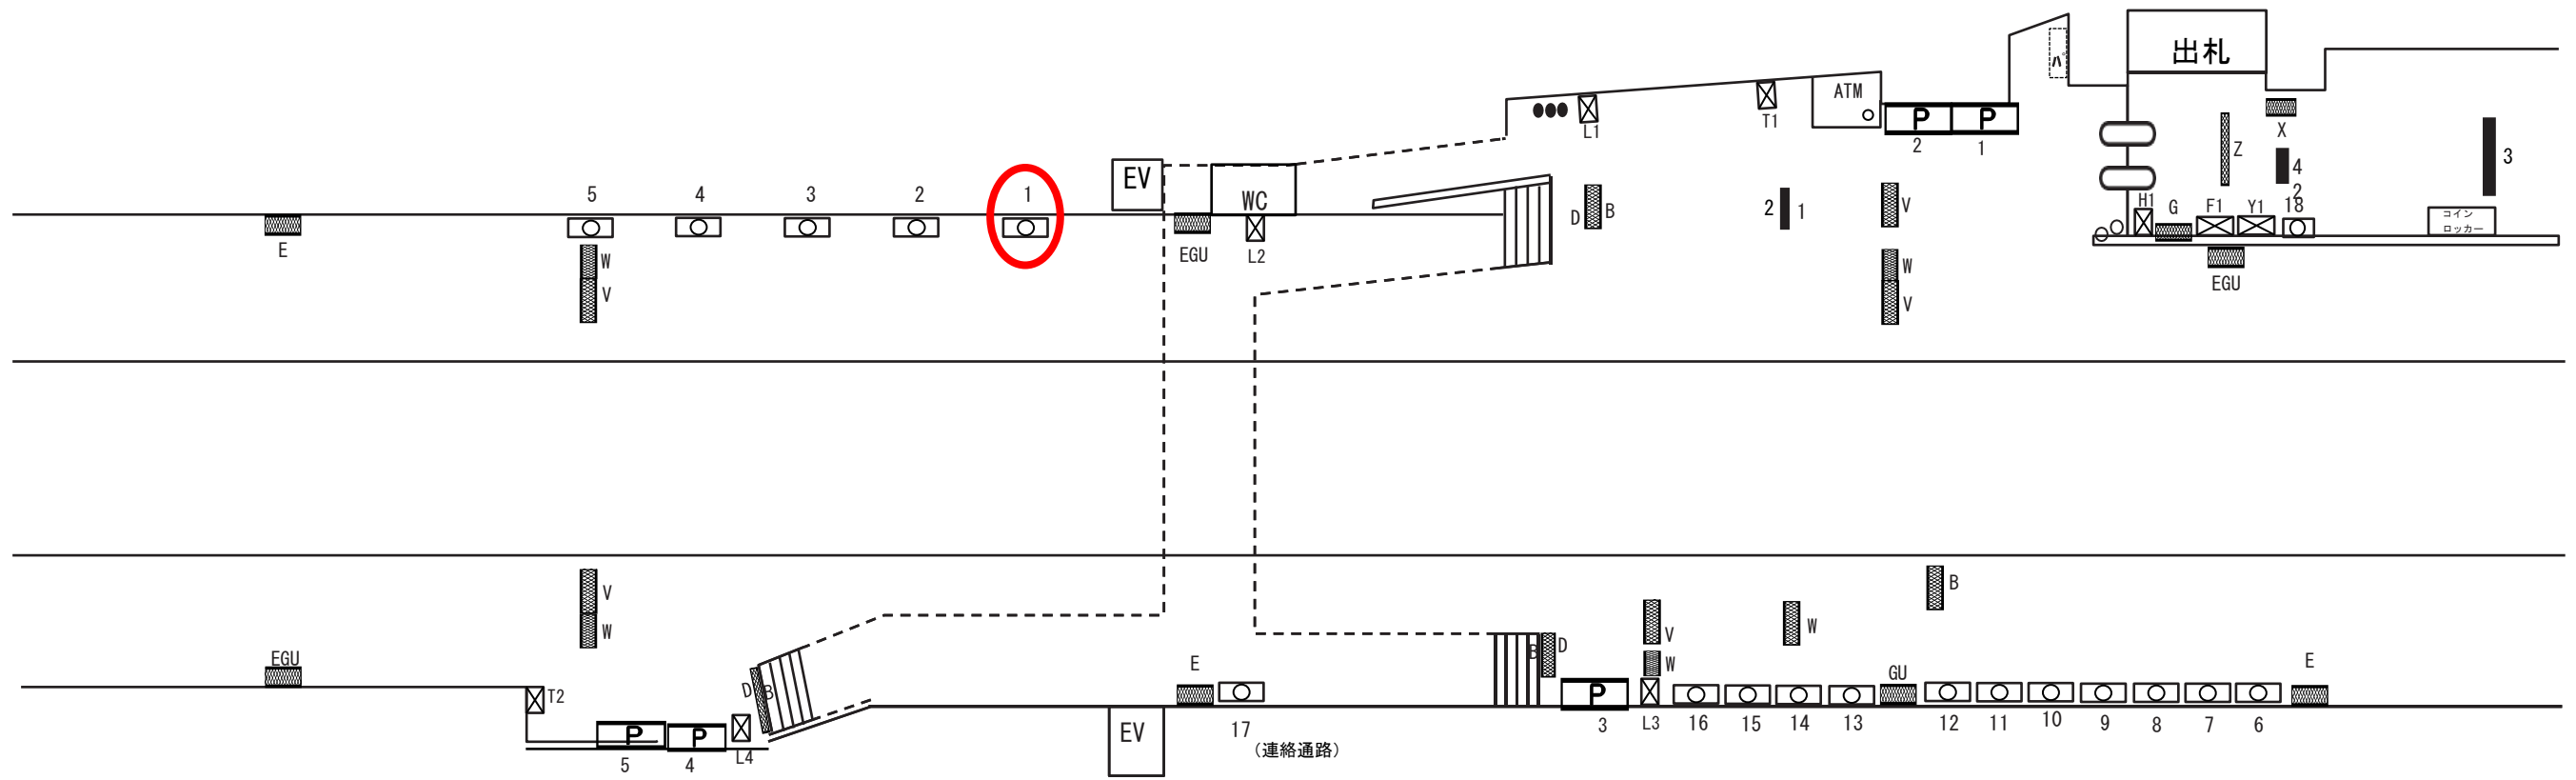 出札
パ
ATM
P P
2 1
L1
T1
X
Z
3
4
2
5 4 3 2 1
EV
WC
D B
2 1
V
H1 G F1 Y1 18
コイン
ロッカー
E
W
V
EGU
L2
W
V
EGU
V
W
B
V
W
W
EGU
T2
D B
E
B D
GU
E
P P
L4
5 4
EV
17
(連絡通路)
P
3
L3
16 15 14 13 12 11 10 9 8 7 6